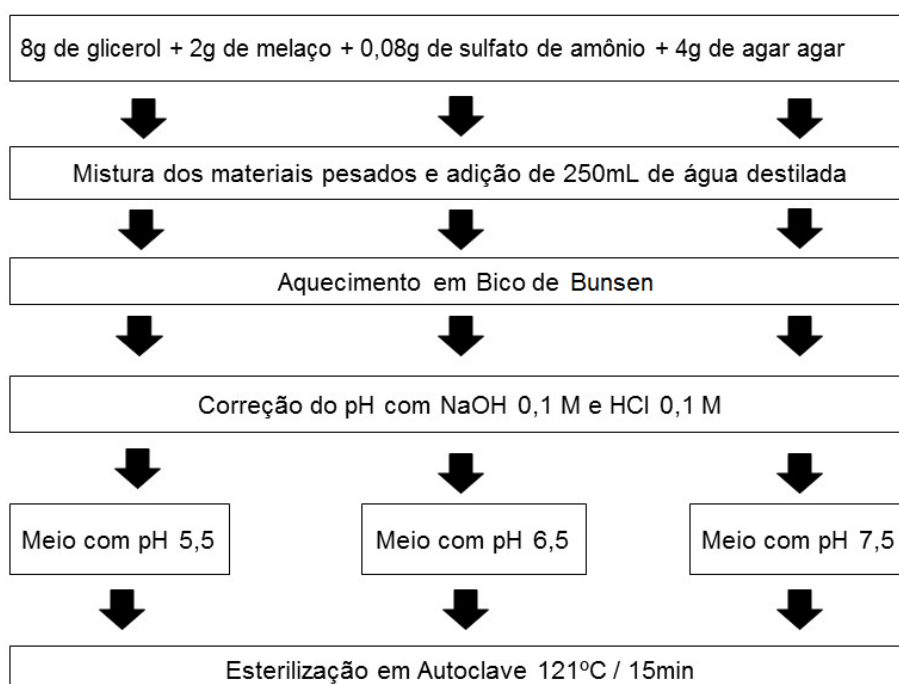 8g de glicerol + 2g de melaço + 0,08g de sulfato de amônio + 4g de agar agar
Mistura dos materiais pesados e adição de 250mL de água destilada
Aquecimento em Bico de Bunsen
Correção do pH com NaOH 0,1 M e HCl 0,1 M
Meio com pH 5,5
Meio com pH 6,5
Meio com pH 7,5
Esterilização em Autoclave 121ºC / 15min